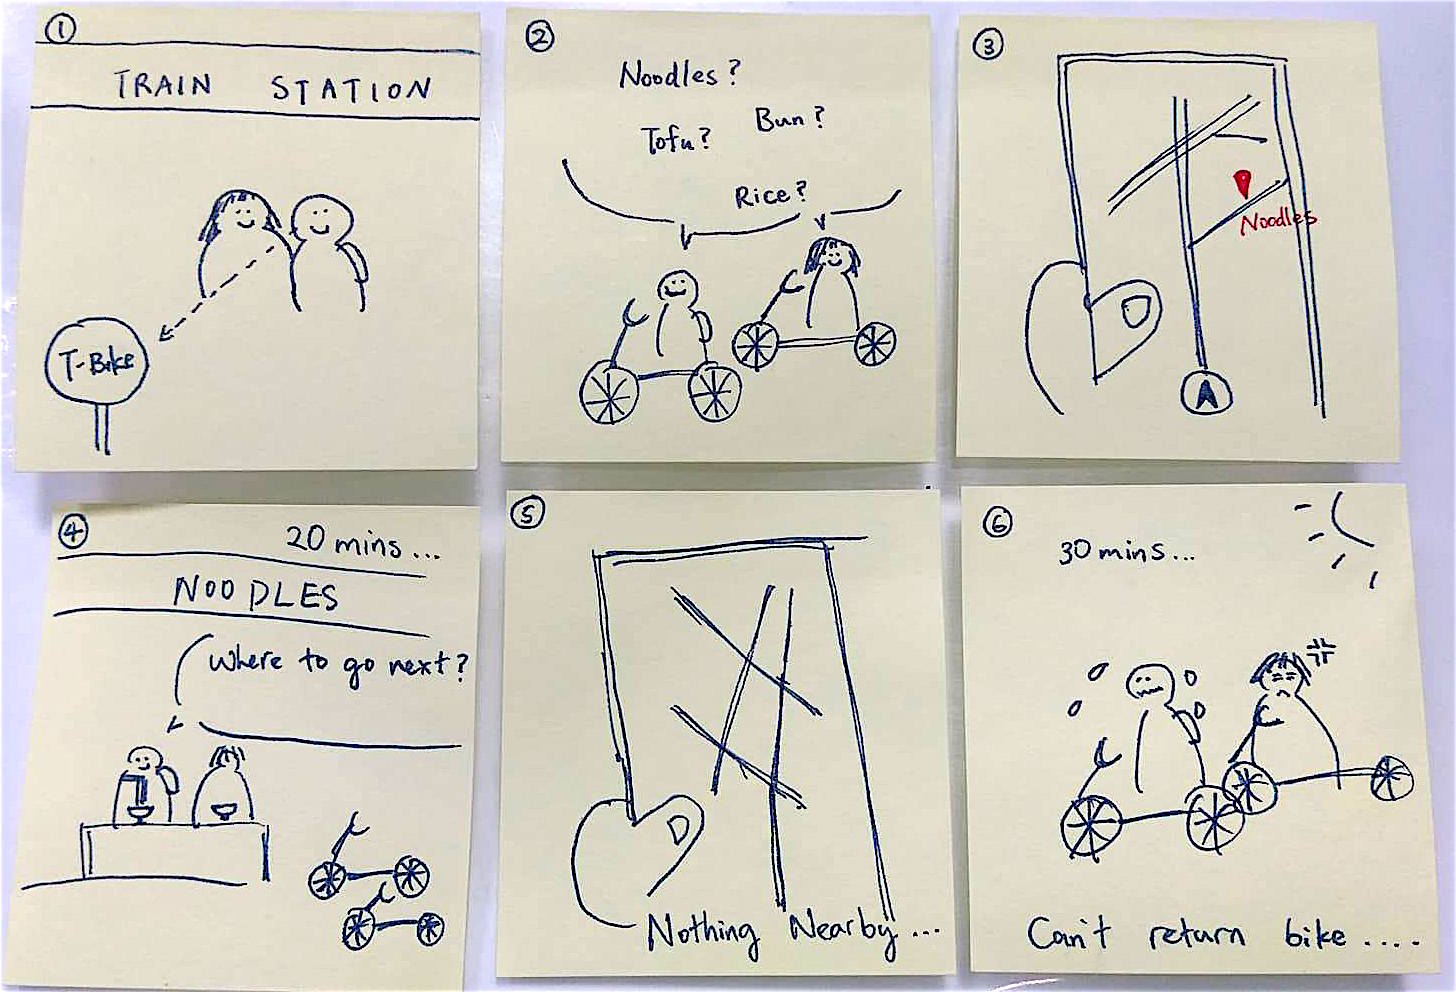 1
TRAIN STATION
T-Bike
2
Noodles?
Bun?
Tofu?
Rice?
3
Noodles
4
20 mins...
NOODLES
Where to go next?
5
Nothing Nearby...
6
30 mins...
Can't return bike ....